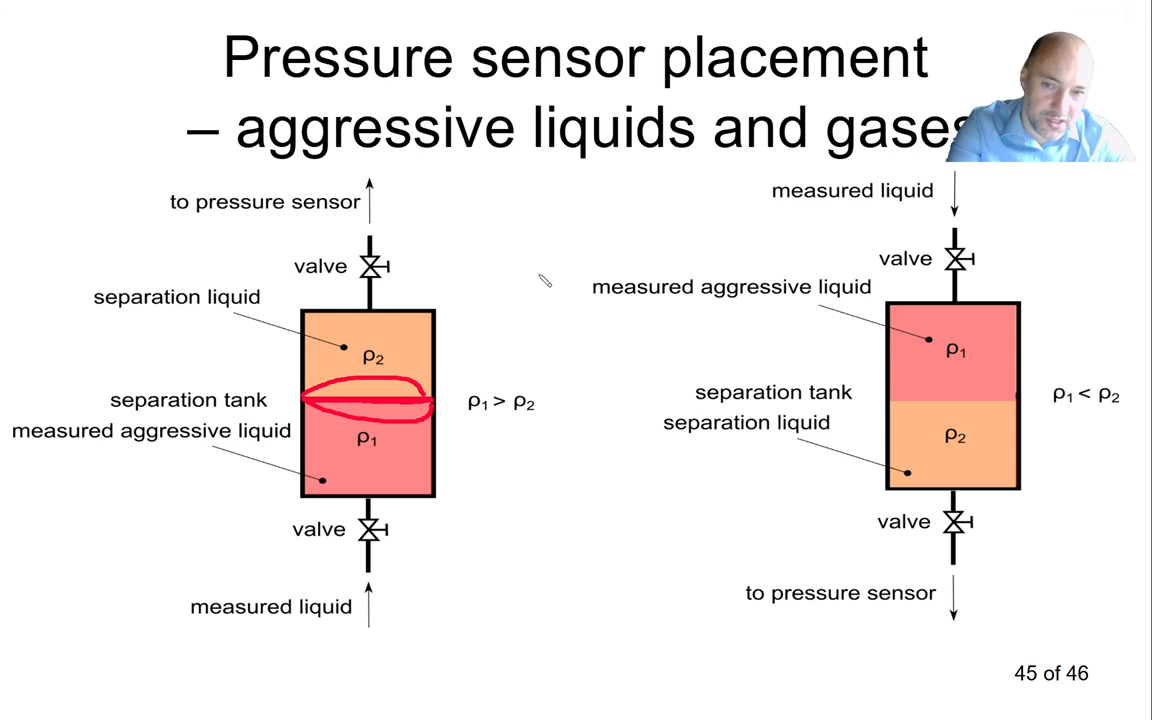 Pressure sensor placement
– aggressive liquids and gases
to pressure sensor
valve
separation liquid
ρ2
separation tank
measured aggressive liquid
ρ1
ρ1 > ρ2
valve
measured liquid
measured liquid
valve
measured aggressive liquid
ρ1
separation tank
separation liquid
ρ2
ρ1 < ρ2
valve
to pressure sensor
45 of 46